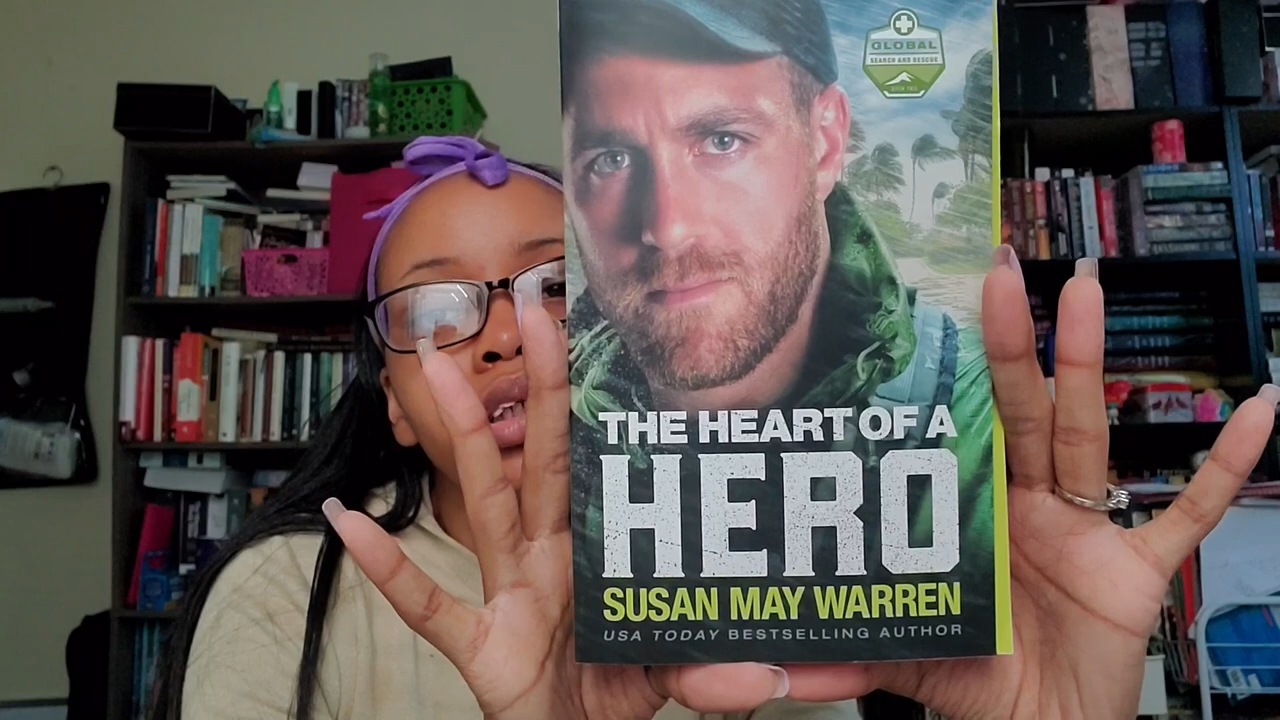 GLOBAL
SEARCH AND RESCUE
THE HEART OF A
HERO
SUSAN MAY WARREN
USA TODAY BESTSELLING AUTHOR